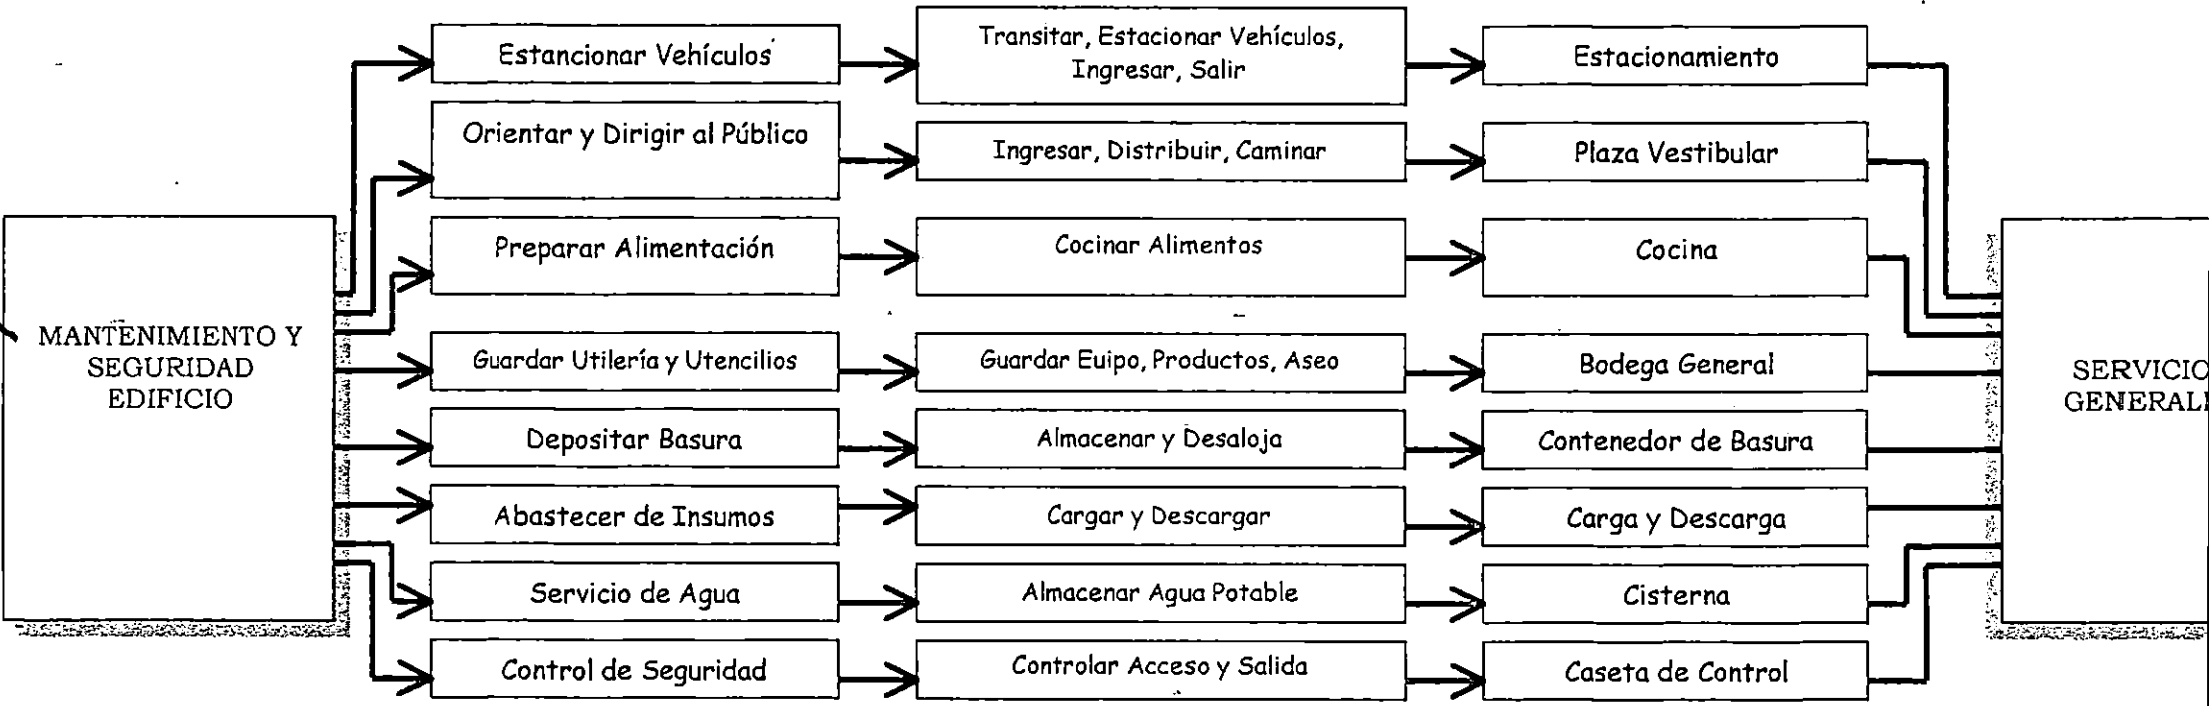 MANTENIMIENTO Y
SEGURIDAD
EDIFICIO
Estancionar Vehículos
Transitar, Estacionar Vehículos,
Ingresar, Salir
Estacionamiento
Orientar y Dirigir al Público
Ingresar, Distribuir, Caminar
Plaza Vestibular
Preparar Alimentación
Cocinar Alimentos
Cocina
Guardar Utilería y Utencilios
Guardar Euipo, Productos, Aseo
Bodega General
Depositar Basura
Almacenar y Desaloja
Contenedor de Basura
Abastecer de Insumos
Cargar y Descargar
Carga y Descarga
Servicio de Agua
Almacenar Agua Potable
Cisterna
Control de Seguridad
Controlar Acceso y Salida
Caseta de Control
SERVICIO
GENERAL